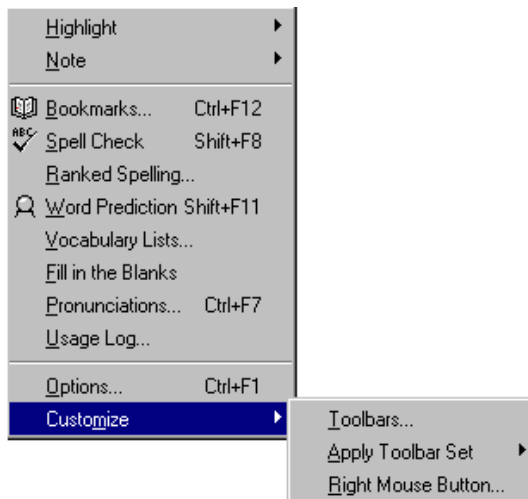 Highlight
Note
Bookmarks... Ctrl+F12
ABC Spell Check Shift+F8
Ranked Spelling...
Word Prediction Shift+F11
Vocabulary Lists...
Fill in the Blanks
Pronunciations... Ctrl+F7
Usage Log...
Options... Ctrl+F1
Customize
Toolbars...
Apply Toolbar Set
Right Mouse Button...